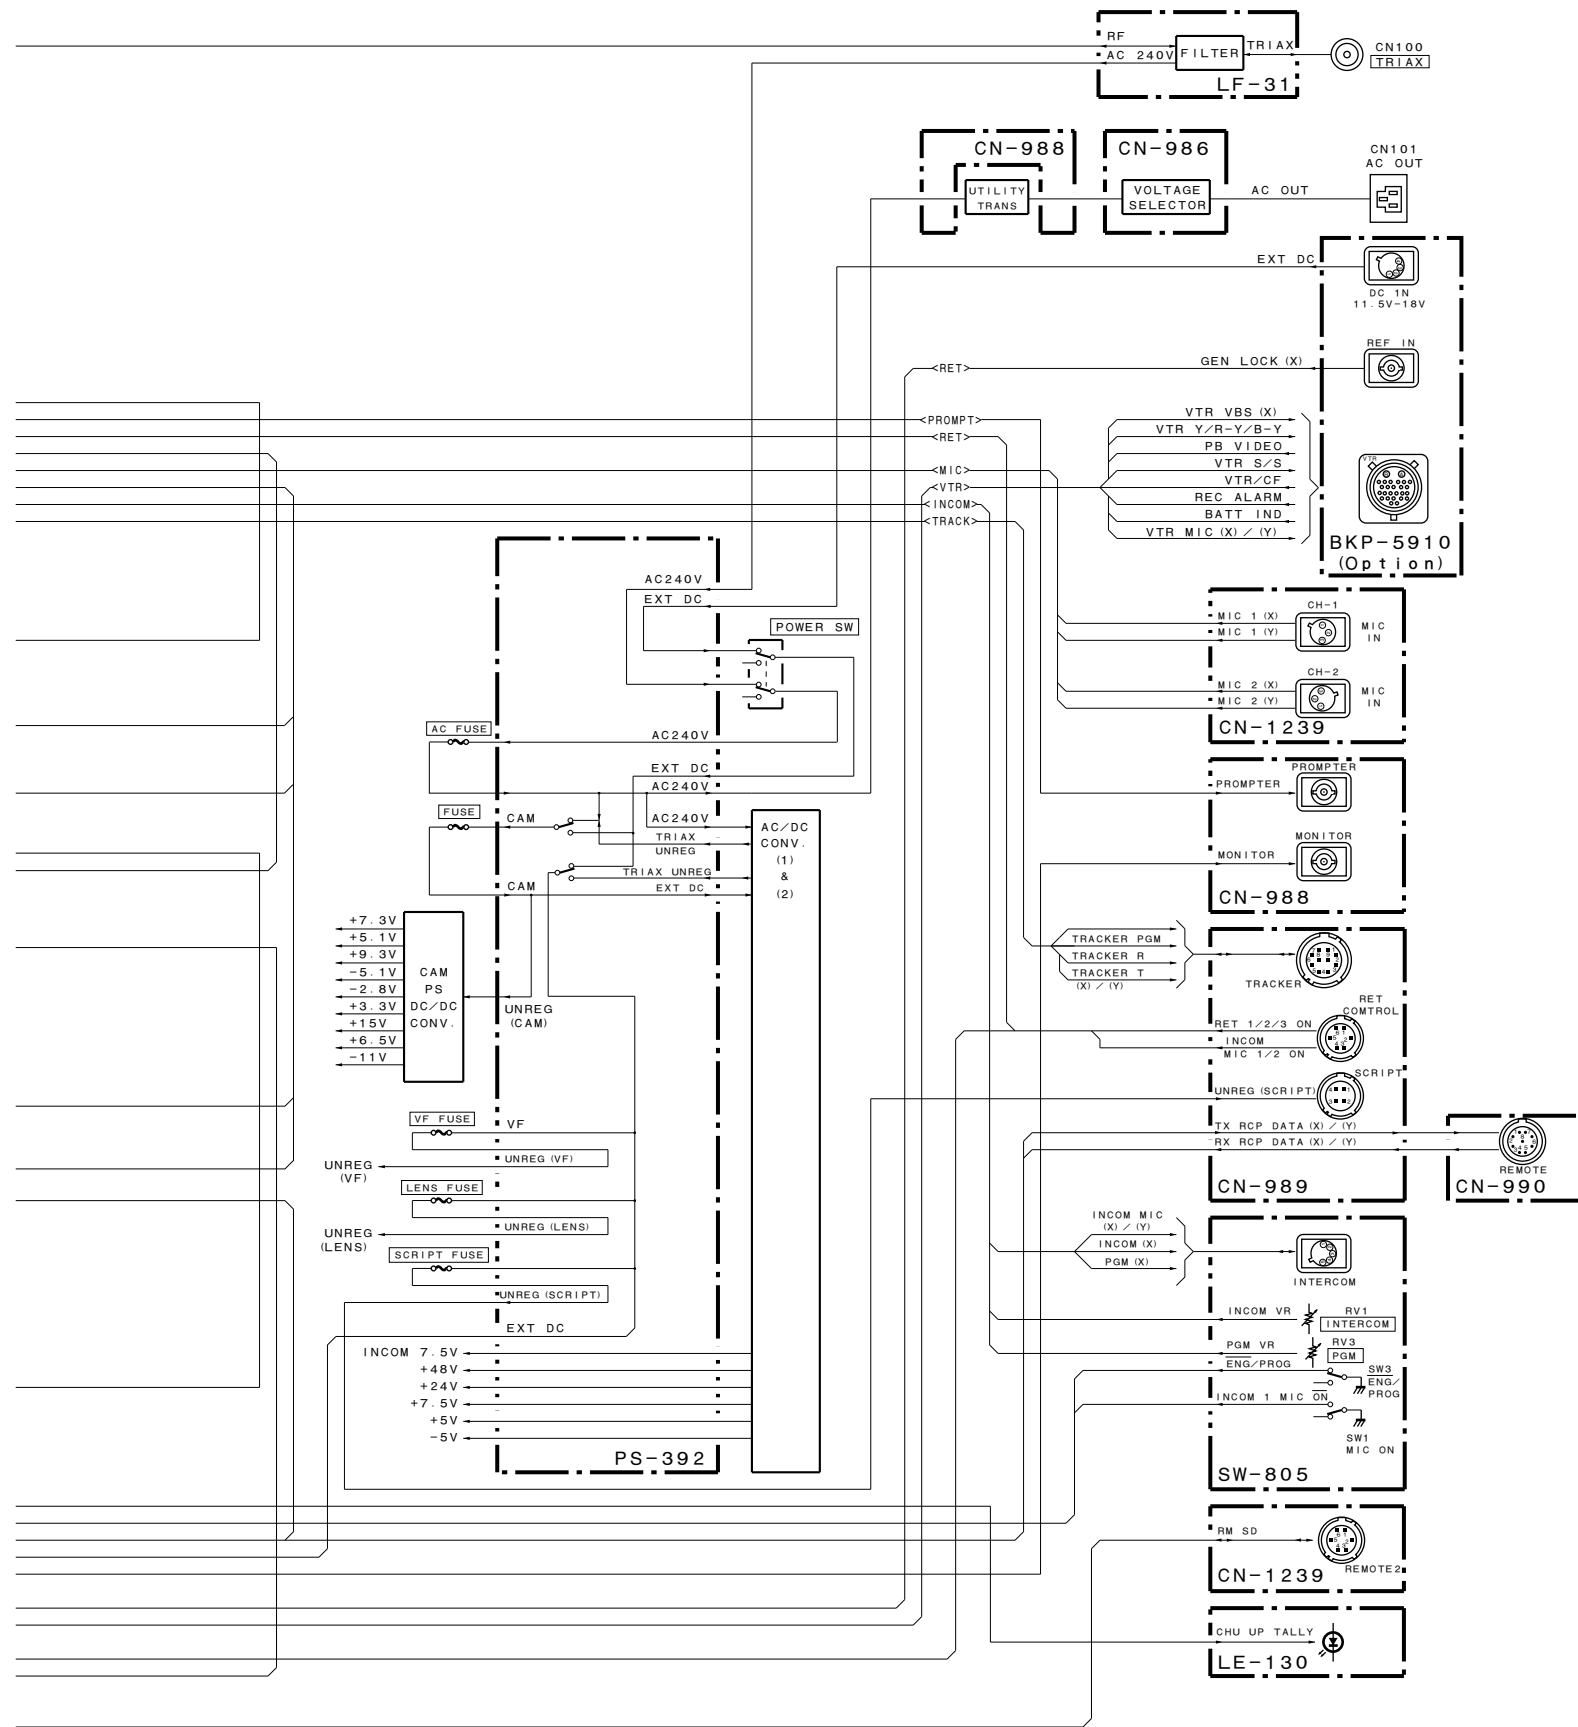 RF
AC 240V
FILTER
TRIAX
LF-31
CN100
TRIAX
CN-988
UTILITY
TRANS
CN-986
VOLTAGE
SELECTOR
AC OUT
CN101
AC OUT
EXT DC
DC 1N
11.5V-18V
REF IN
GEN LOCK (X)
<RET>
<PROMPT>
<RET>
<MIC>
<VTR>
<INCOM>
<TRACK>
VTR VBS (X)
VTR Y/R-Y/B-Y
PB VIDEO
VTR S/S
VTR/CF
REC ALARM
BATT IND
VTR MIC (X) / (Y)
VTR
BKP-5910
(Option)
AC240V
EXT DC
POWER SW
AC FUSE
AC240V
EXT DC
AC240V
FUSE
CAM
AC240V
TRIAX
UNREG
TRIAX UNREG
CAM
EXT DC
AC/DC
CONV.
(1)
&
(2)
+7.3V
+5.1V
+9.3V
-5.1V
-2.8V
+3.3V
+15V
+6.5V
-11V
CAM
PS
DC/DC
CONV.
UNREG
(CAM)
VF FUSE
VF
UNREG (VF)
UNREG
(VF)
LENS FUSE
UNREG (LENS)
UNREG
(LENS)
SCRIPT FUSE
UNREG (SCRIPT)
EXT DC
INCOM 7.5V
+48V
+24V
+7.5V
+5V
-5V
PS-392
MIC 1 (X)
MIC 1 (Y)
CH-1
MIC
IN
MIC 2 (X)
MIC 2 (Y)
CH-2
MIC
IN
CN-1239
PROMPTER
PROMPTER
MONITOR
MONITOR
CN-988
TRACKER PGM
TRACKER R
TRACKER T
(X) / (Y)
TRACKER
RET
COMTROL
RET 1/2/3 ON
INCOM
MIC 1/2 ON
SCRIPT
UNREG (SCRIPT)
TX RCP DATA (X) / (Y)
RX RCP DATA (X) / (Y)
CN-989
REMOTE
CN-990
INCOM MIC
(X) / (Y)
INCOM (X)
PGM (X)
INTERCOM
INCOM VR
RV1
INTERCOM
PGM VR
RV3
PGM
ENG/PROG
SW3
ENG/
PROG
INCOM 1 MIC ON
SW1
MIC ON
SW-805
RM SD
REMOTE2
CN-1239
CHU UP TALLY
LE-130